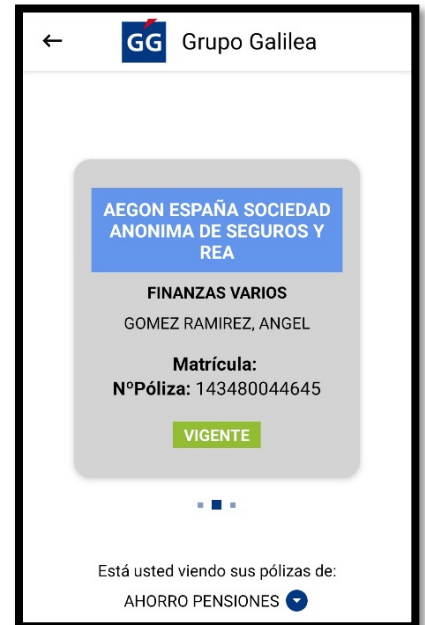 ← GG Grupo Galilea
AEGON ESPAÑA SOCIEDAD
ANONIMA DE SEGUROS Y
REA
FINANZAS VARIOS
GOMEZ RAMIREZ, ANGEL
Matrícula:
NºPóliza: 143480044645
VIGENTE
Está usted viendo sus pólizas de:
AHORRO PENSIONES